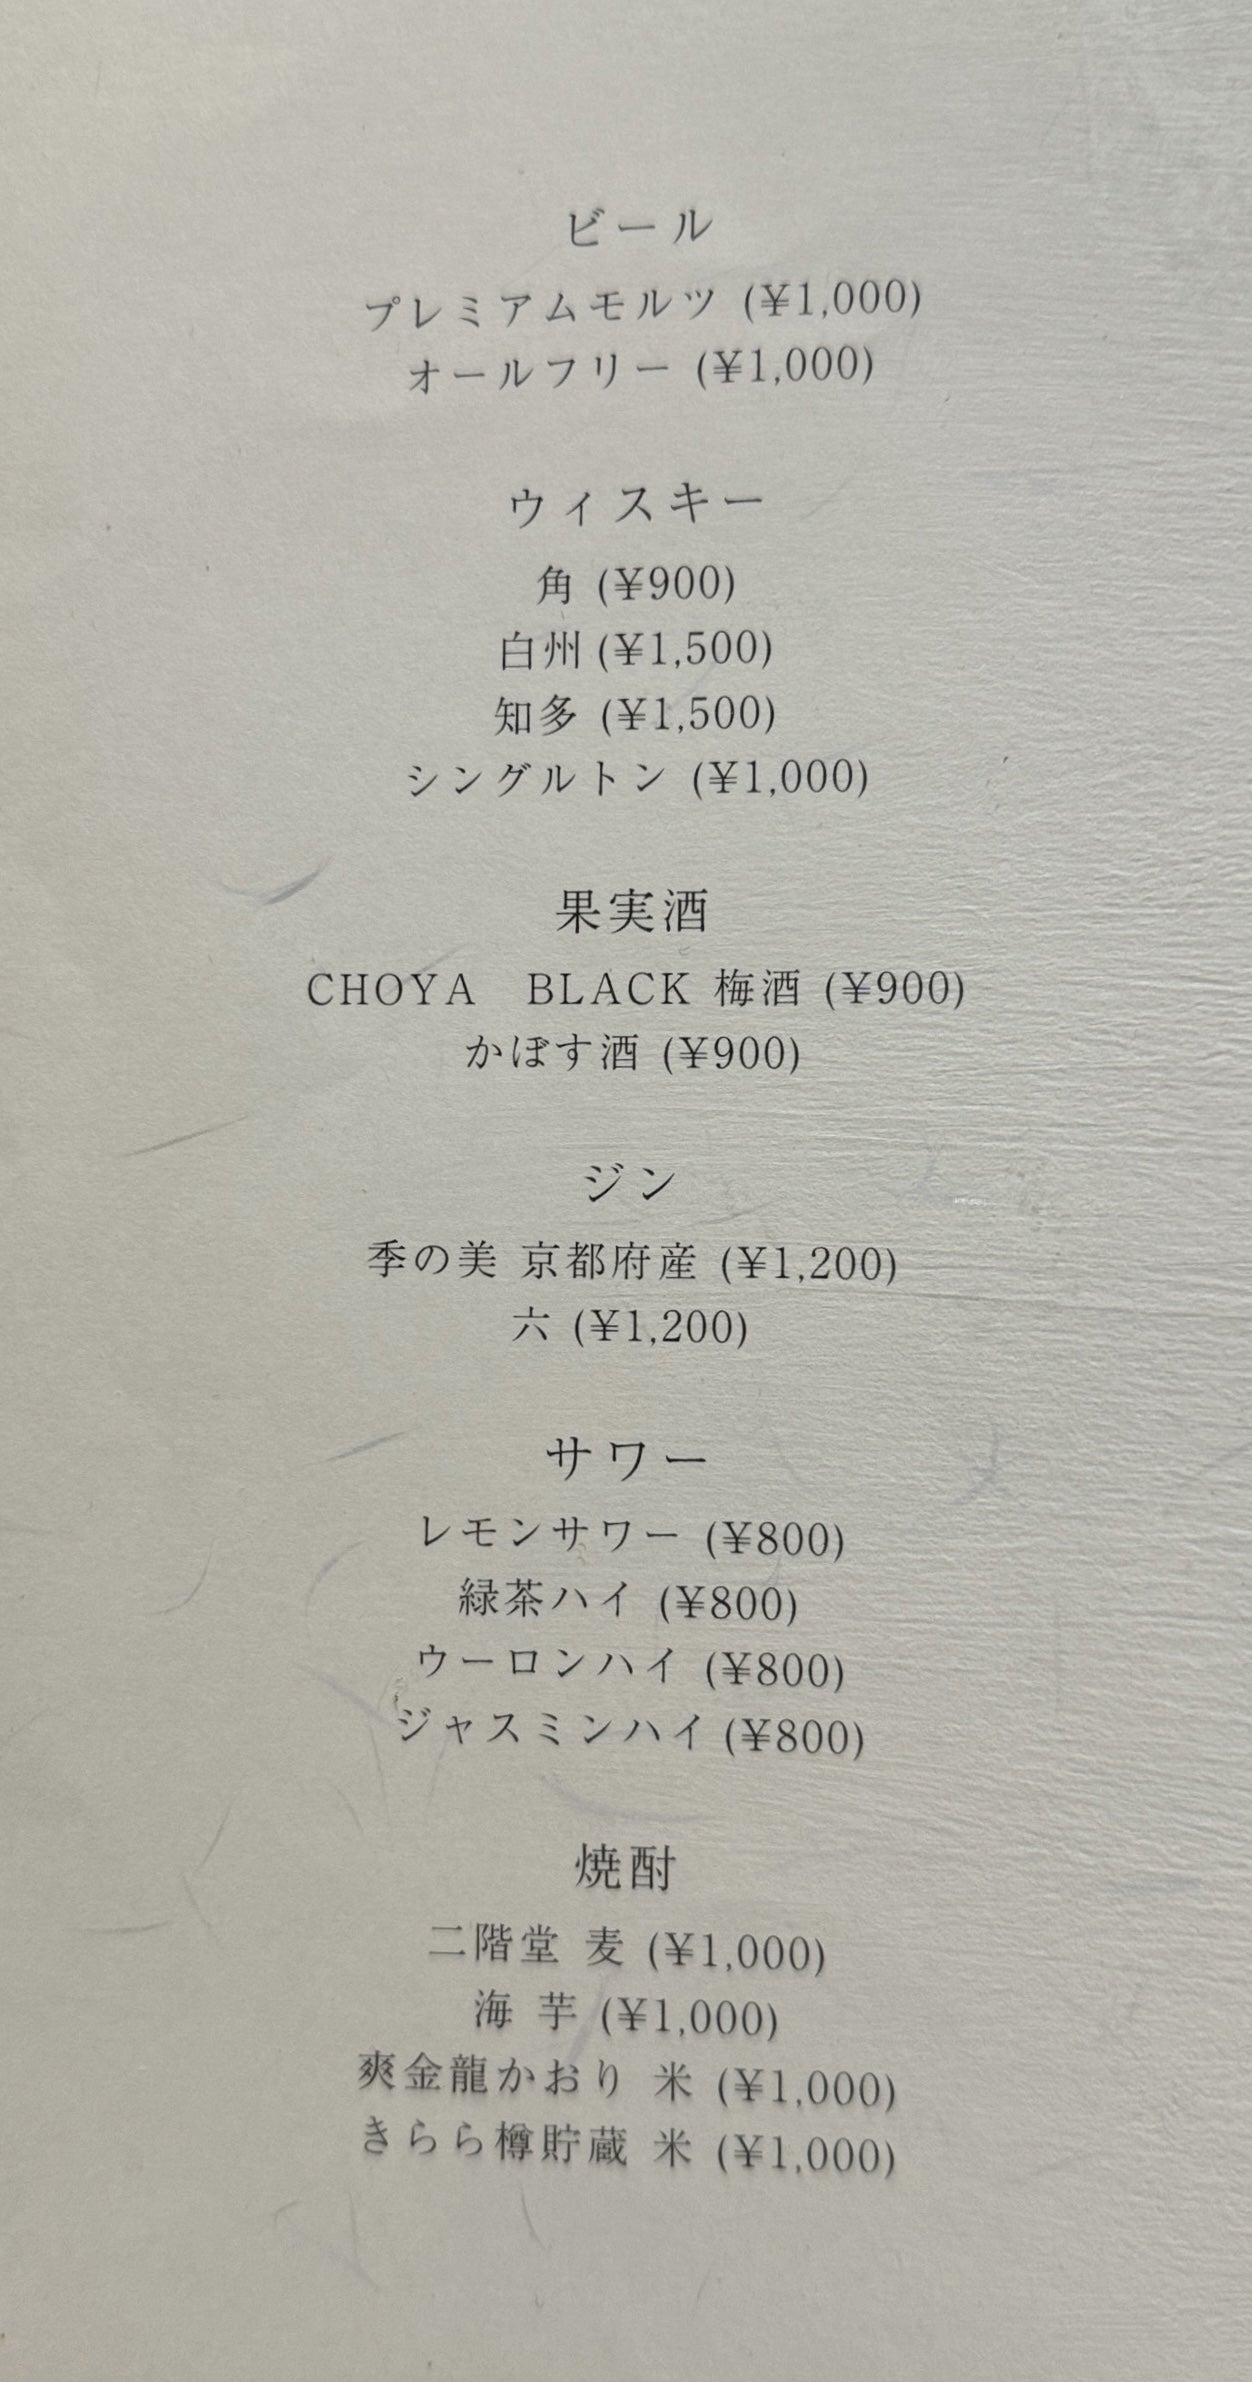 ビール
プレミアムモルツ (¥1,000)
オールフリー (¥1,000)
ウィスキー
角 (¥900)
白州 (¥1,500)
知多 (¥1,500)
シングルトン (¥1,000)
果実酒
CHOYA　BLACK 梅酒 (¥900)
かぼす酒 (¥900)
ジン
季の美 京都府産 (¥1,200)
六 (¥1,200)
サワー
レモンサワー (¥800)
緑茶ハイ (¥800)
ウーロンハイ (¥800)
ジャスミンハイ (¥800)
焼酎
二階堂 麦 (¥1,000)
海 芋 (¥1,000)
爽金龍かおり 米 (¥1,000)
きらら樽貯蔵 米 (¥1,000)